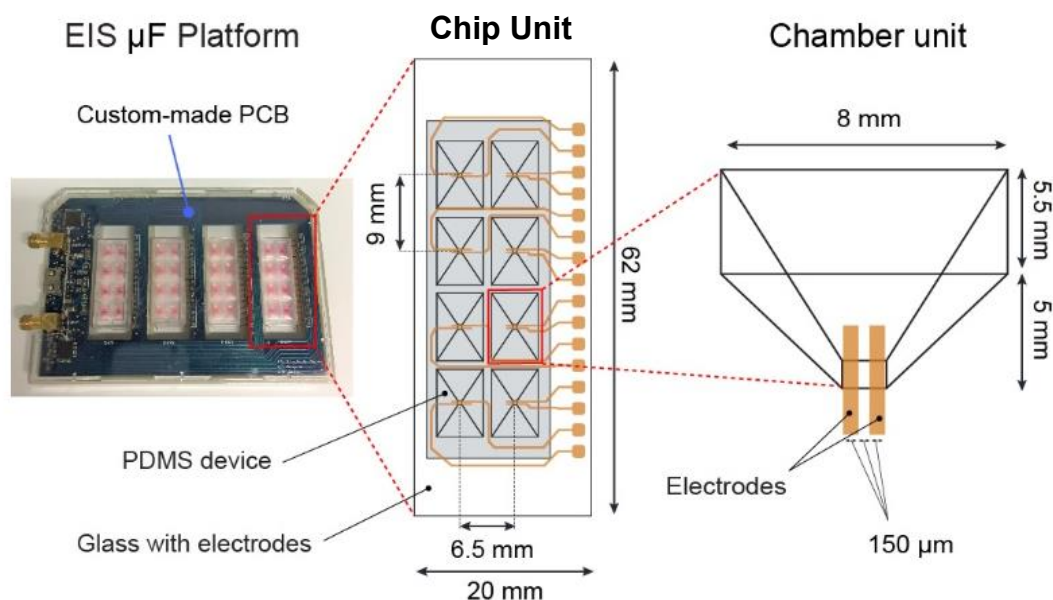 EIS µF Platform
Chip Unit
Chamber unit
Custom-made PCB
8 mm
9 mm
62 mm
5.5 mm
5 mm
PDMS device
Electrodes
Glass with electrodes
6.5 mm
150 µm
20 mm